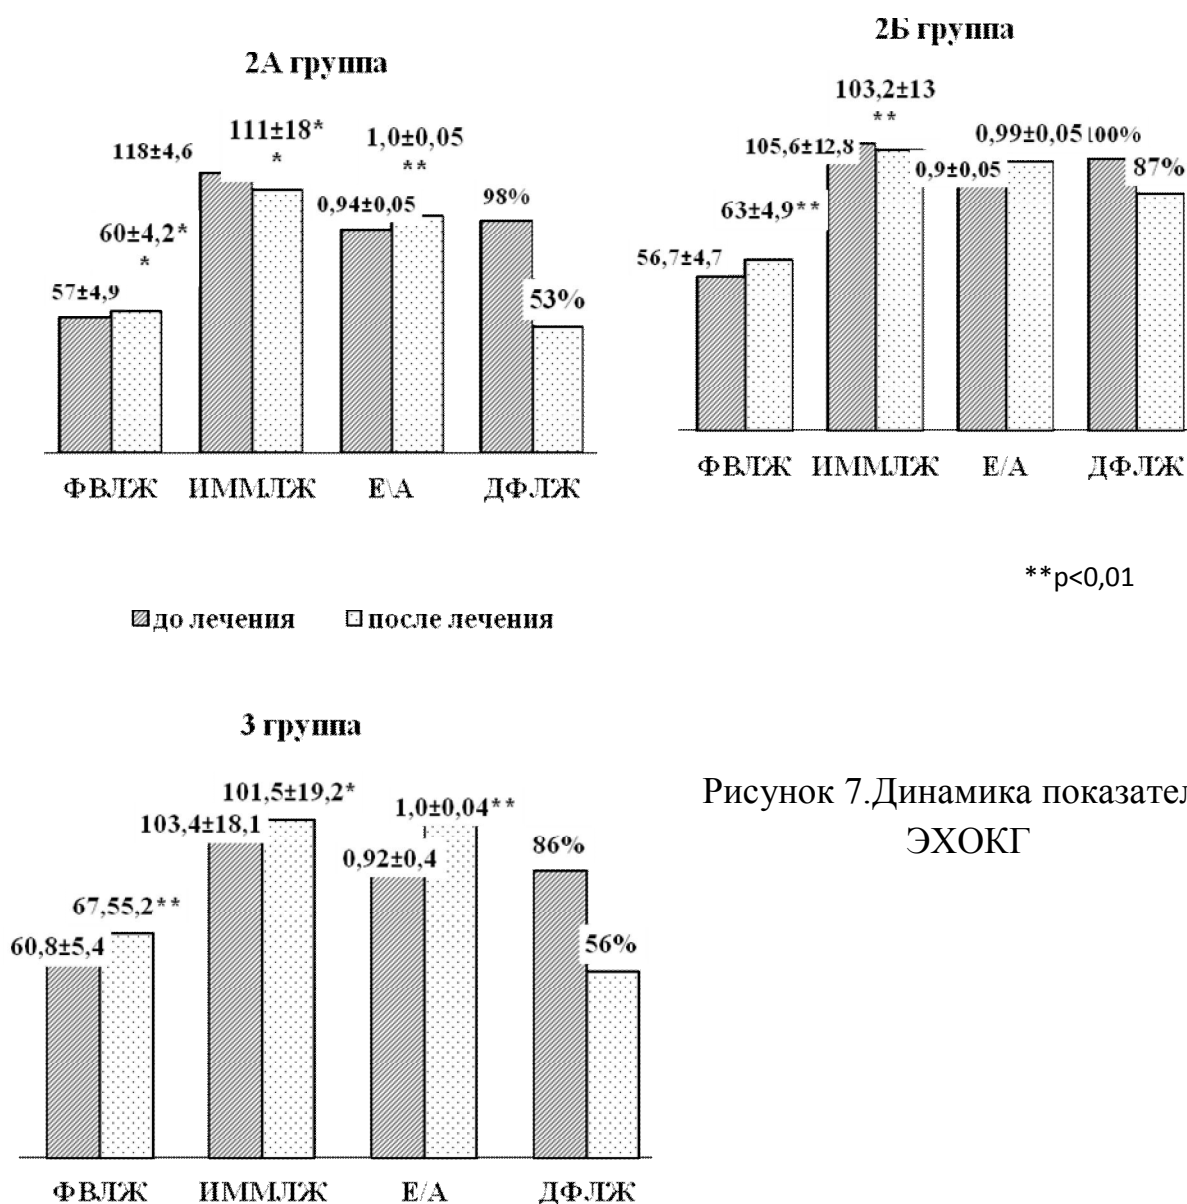 2А группа
118±4,6
111±18*
*
1,0±0,05
**
0,94±0,05
98%
60±4,2*
*
57±4,9
53%
ФВЛЖ ИММЛЖ Е\А ДФЛЖ
2Б группа
103,2±13
**
105,6±12,8
0,99±0,05
100%
0,9±0,05
87%
63±4,9**
56,7±4,7
ФВЛЖ ИММЛЖ Е/А ДФЛЖ
**p<0,01
до лечения после лечения
3 группа
101,5±19,2*
103,4±18,1
1,0±0,04**
0,92±0,4
86%
67,55,2**
60,8±5,4
56%
ФВЛЖ ИММЛЖ Е/А ДФЛЖ
Рисунок 7.Динамика
ЭХОКГ